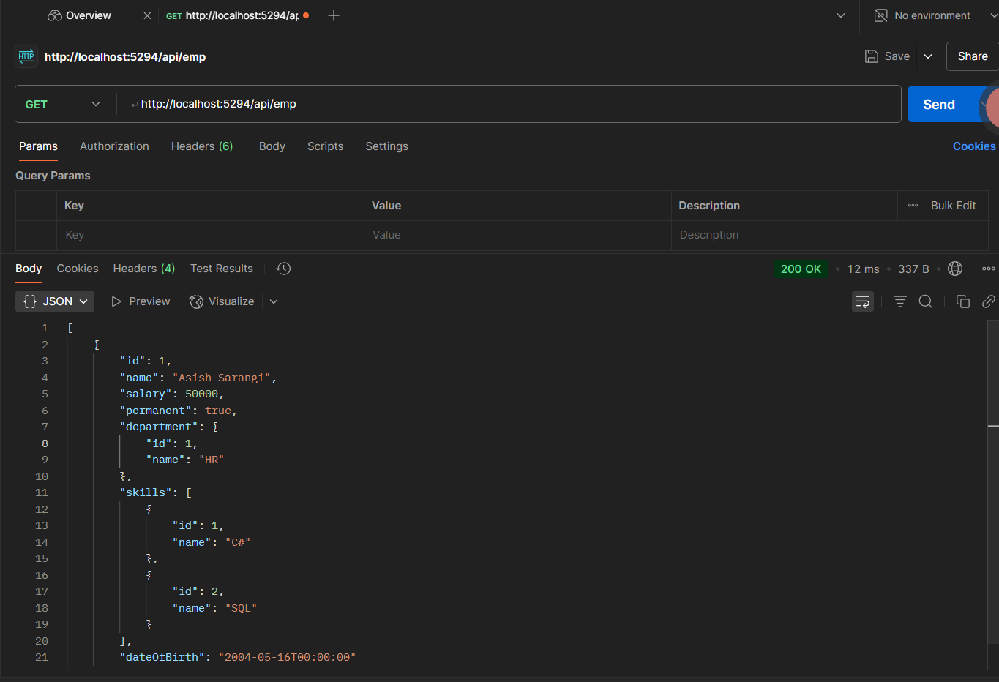 Overview GET http://localhost:5294/ap No environment
HTTP http://localhost:5294/api/emp Save Share
GET http://localhost:5294/api/emp Send
Params Authorization Headers (6) Body Scripts Settings Cookies
Query Params
Key Value Description Bulk Edit
Key Value Description
Body Cookies Headers (4) Test Results 200 OK 12 ms 337 B
{} JSON Preview Visualize
1 [
2 {
3 "id": 1,
4 "name": "Asish Sarangi",
5 "salary": 50000,
6 "permanent": true,
7 "department": {
8 "id": 1,
9 "name": "HR"
10 },
11 "skills": [
12 {
13 "id": 1,
14 "name": "C#"
15 },
16 {
17 "id": 2,
18 "name": "SQL"
19 }
20 ],
21 "dateOfBirth": "2004-05-16T00:00:00"